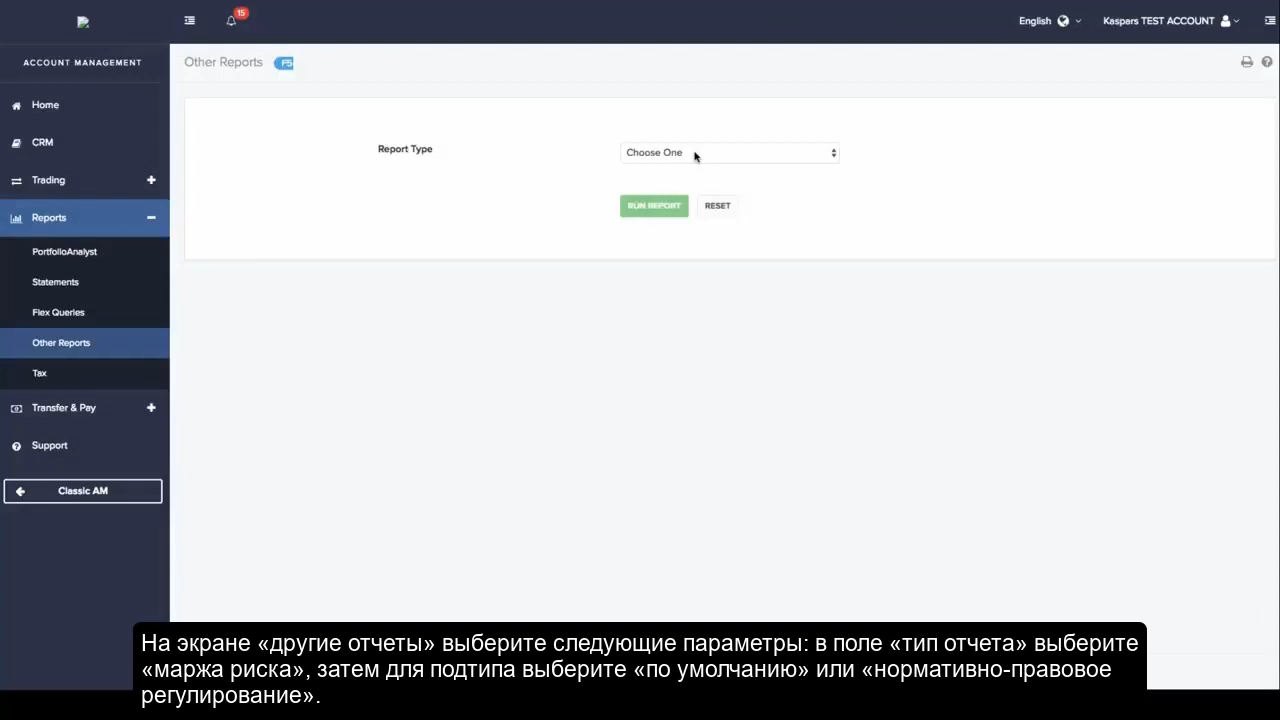 15
English
Kaspars TEST ACCOUNT
ACCOUNT MANAGEMENT
Other Reports
F5
Home
CRM
Trading
Reports
PortfolioAnalyst
Statements
Flex Queries
Other Reports
Tax
Transfer & Pay
Support
Classic AM
Report Type
Choose One
RUN REPORT
RESET
На экране «другие отчеты» выберите следующие параметры: в поле «тип отчета» выберите
«маржа риска», затем для подтипа выберите «по умолчанию» или «нормативно-правовое
регулирование».